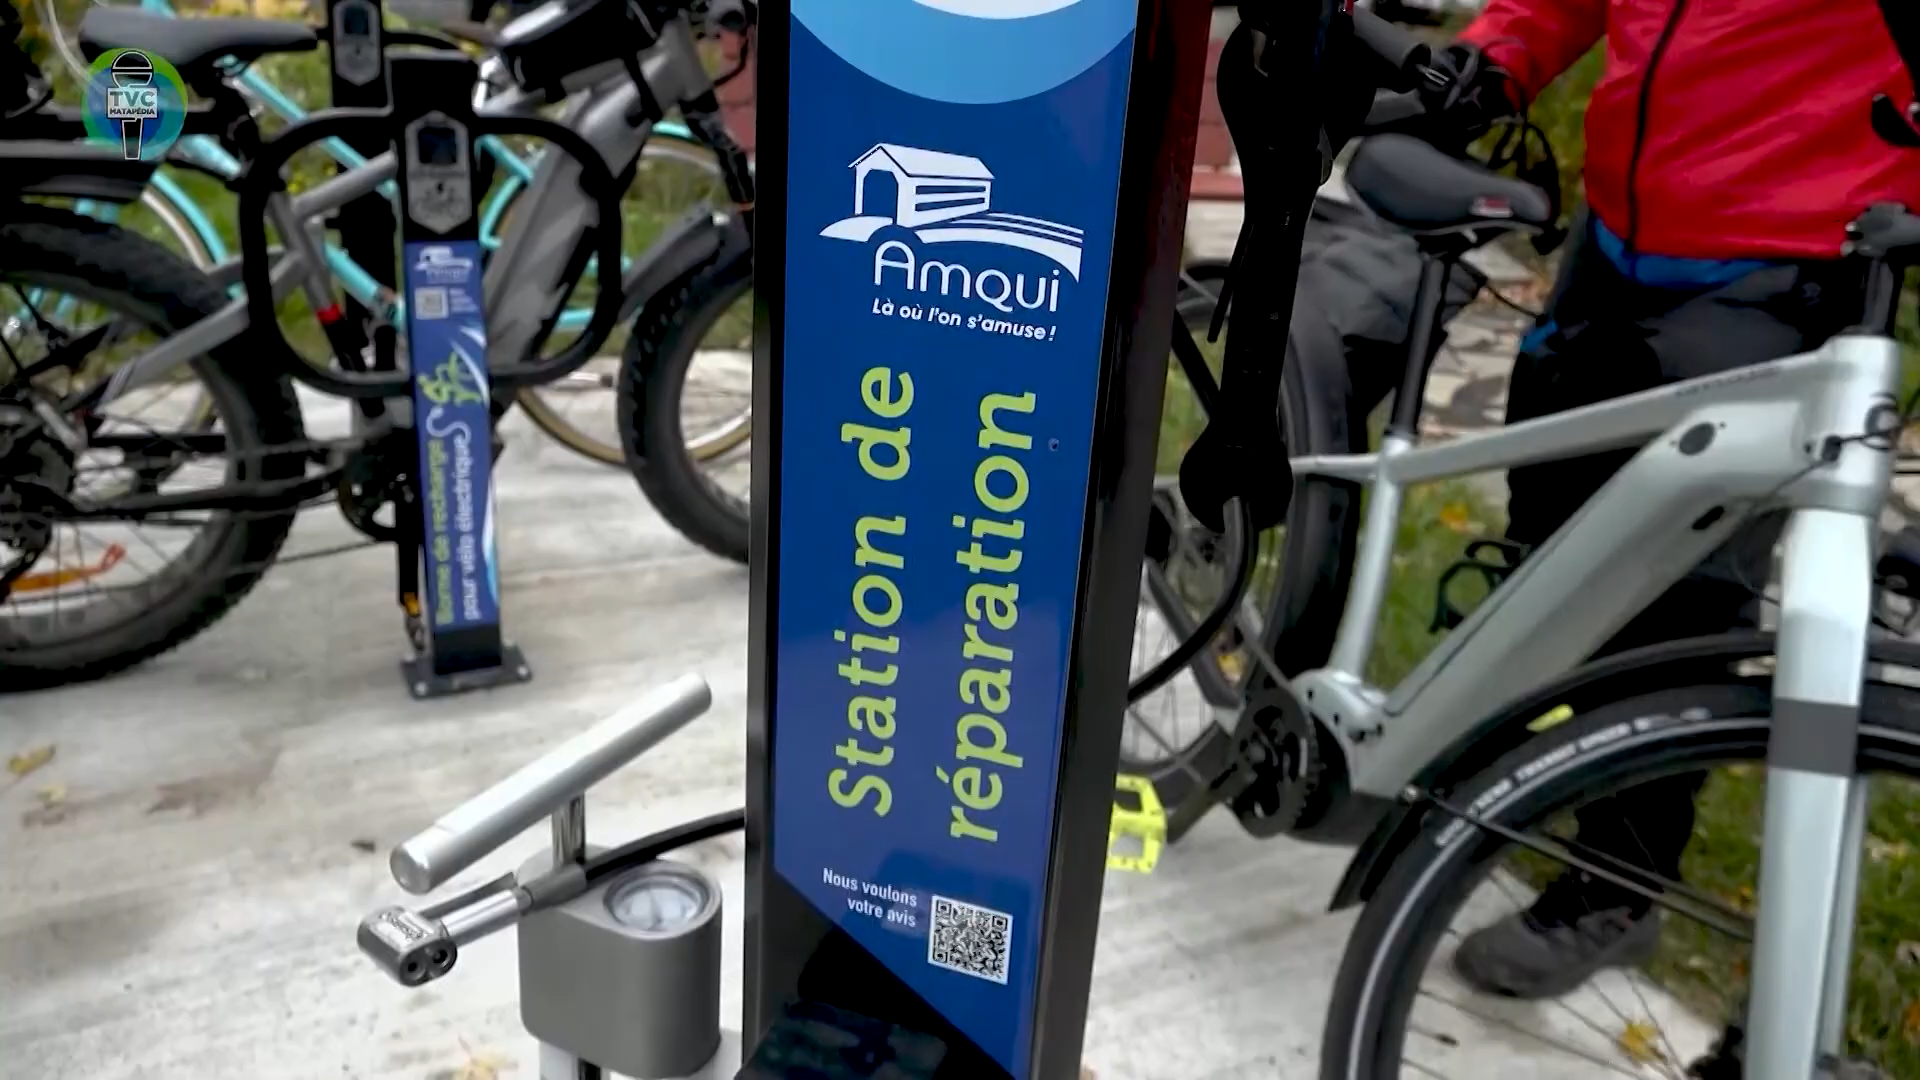 TVC
MATAPÉDIA
Amqui
Là où l'on s'amuse!
Station de
réparation
Nous voulons
votre avis
Borne de recharge
pour vélo électrique